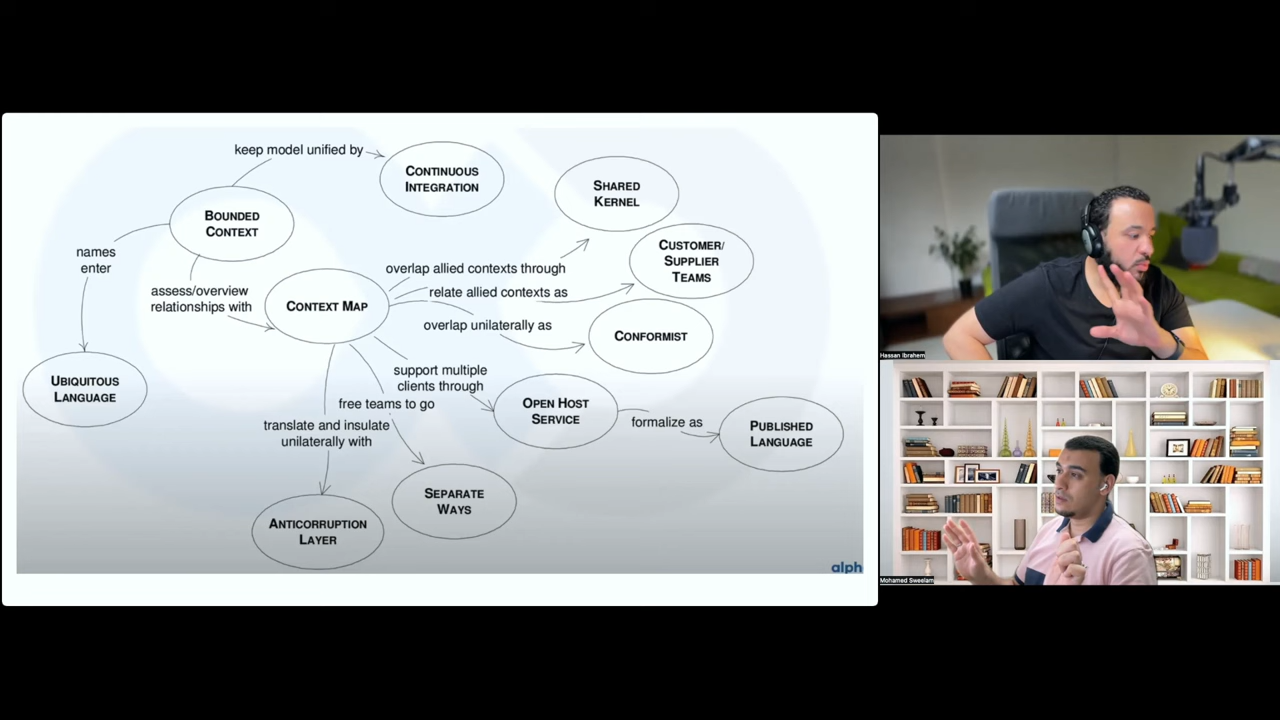 keep model unified by
CONTINUOUS
INTEGRATION
SHARED
KERNEL
BOUNDED
CONTEXT
CUSTOMER/
SUPPLIER
TEAMS
names
enter
overlap allied contexts through
assess/overview
relationships with
relate allied contexts as
CONTEXT MAP
overlap unilaterally as
CONFORMIST
support multiple
clients through
UBIQUITOUS
LANGUAGE
free teams to go
OPEN HOST
SERVICE
formalize as
PUBLISHED
LANGUAGE
translate and insulate
unilaterally with
SEPARATE
WAYS
ANTICORRUPTION
LAYER
alph
Hassan Ibrahem
Mohamed Sweelam